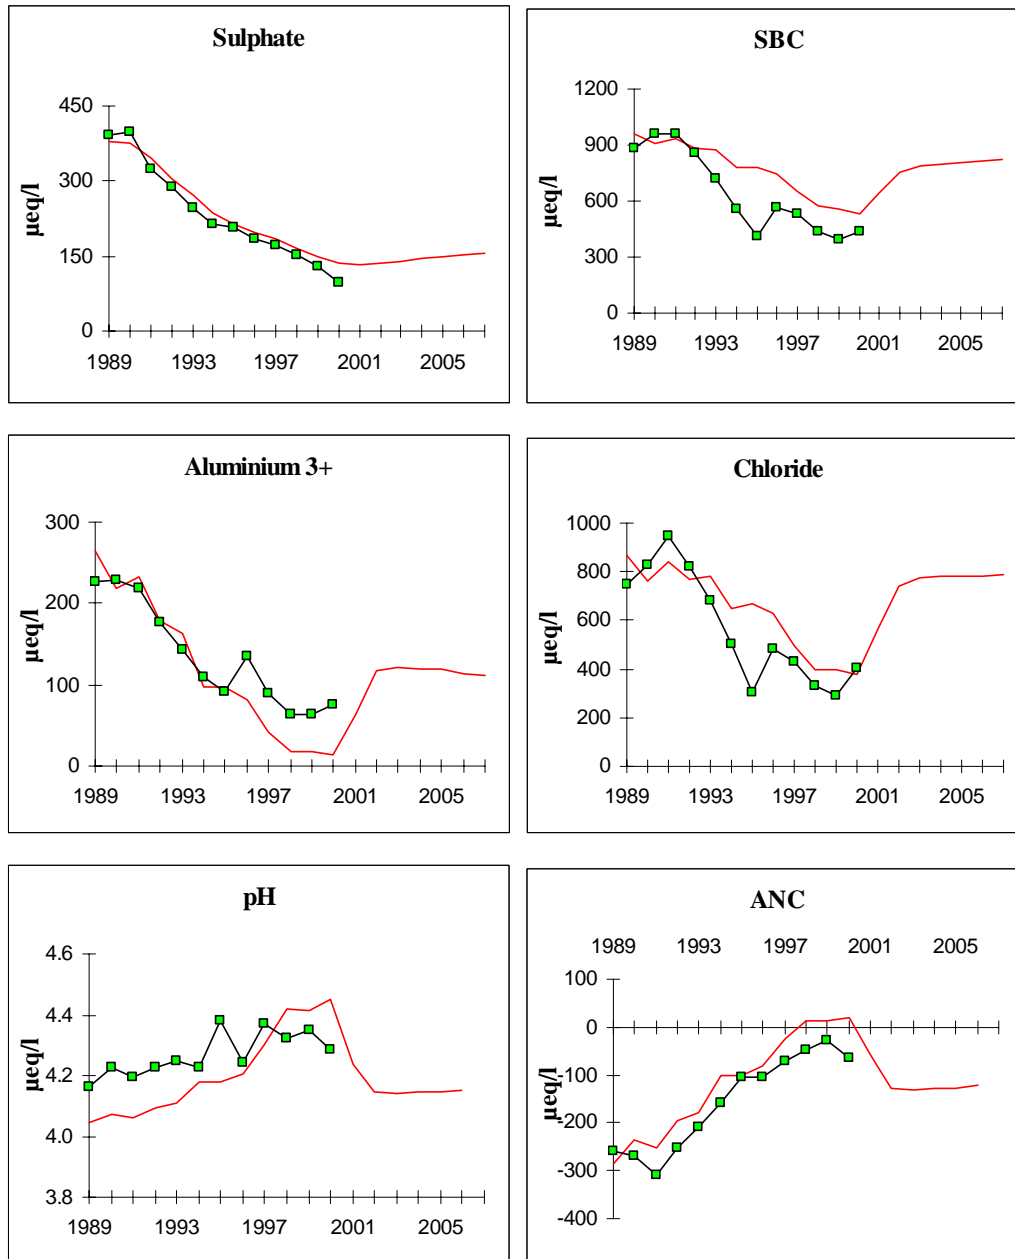 Sulphate
450
300
150
0
µeq/l
1989 1993 1997 2001 2005
SBC
1200
900
600
300
0
µeq/l
1989 1993 1997 2001 2005
Aluminium 3+
300
200
100
0
µeq/l
1989 1993 1997 2001 2005
Chloride
1000
800
600
400
200
0
µeq/l
1989 1993 1997 2001 2005
pH
4.6
4.4
4.2
4.0
3.8
µeq/l
1989 1993 1997 2001 2005
ANC
1989 1993 1997 2001 2005
100
0
-100
-200
-300
-400
µeq/l